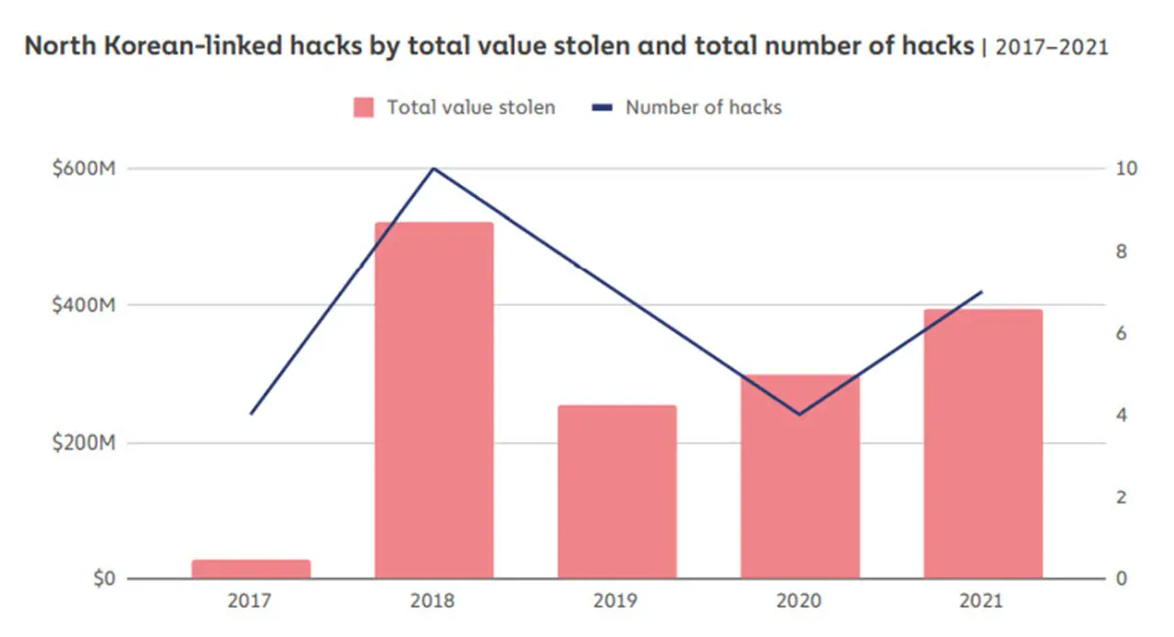 North Korean-linked hacks by total value stolen and total number of hacks | 2017–2021
Total value stolen Number of hacks
$600M 10
8
$400M
6
4
$200M
2
$0 0
2017 2018 2019 2020 2021